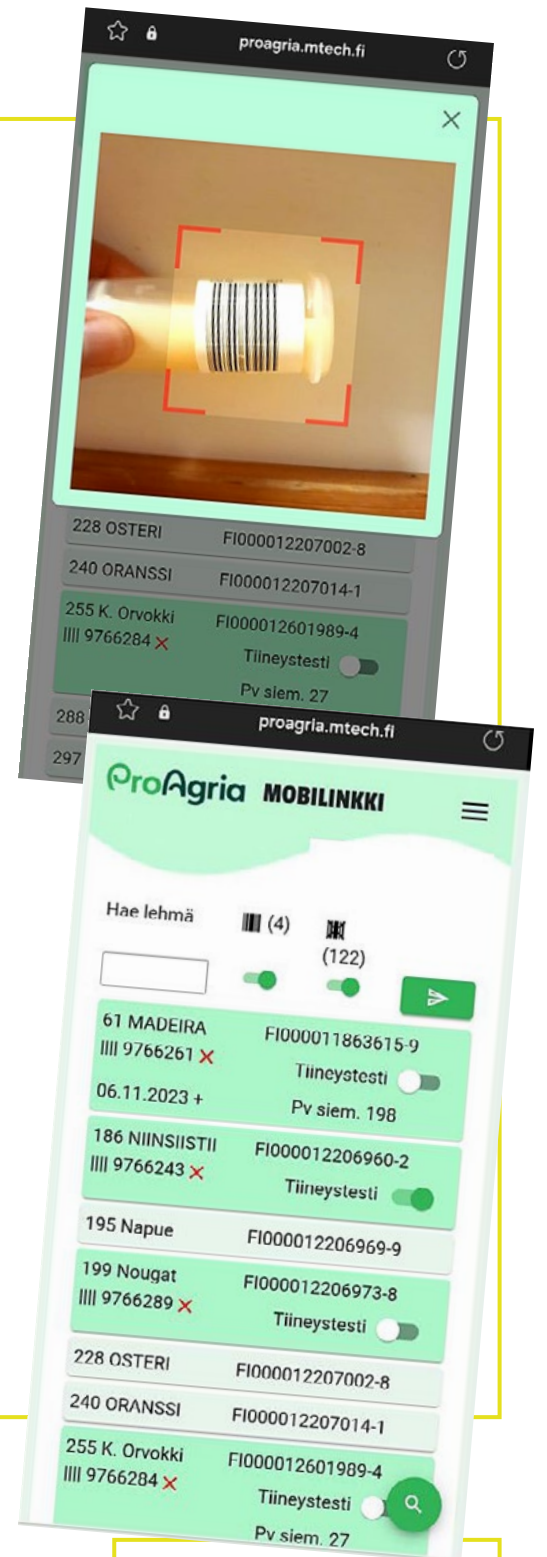 proagria.mtech.fi
228 OSTERI FI000012207002-8
240 ORANSSI FI000012207014-1
255 K. Orvokki FI000012601989-4
IIII 9766284 Tiineystesti
Pv siem. 27
288
297
proagria.mtech.fi
ProAgria MOBILINKKI
Hae lehmä (4)
(122)
61 MADEIRA FI000011863615-9
IIII 9766261 Tiineystesti
06.11.2023 + Pv siem. 198
186 NIINSIISTII FI000012206960-2
IIII 9766243 Tiineystesti
195 Napue FI000012206969-9
199 Nougat FI000012206973-8
IIII 9766289 Tiineystesti
228 OSTERI FI000012207002-8
240 ORANSSI FI000012207014-1
255 K. Orvokki FI000012601989-4
IIII 9766284 Tiineystesti
Pv siem. 27